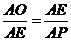 AO/AE = AE/AP